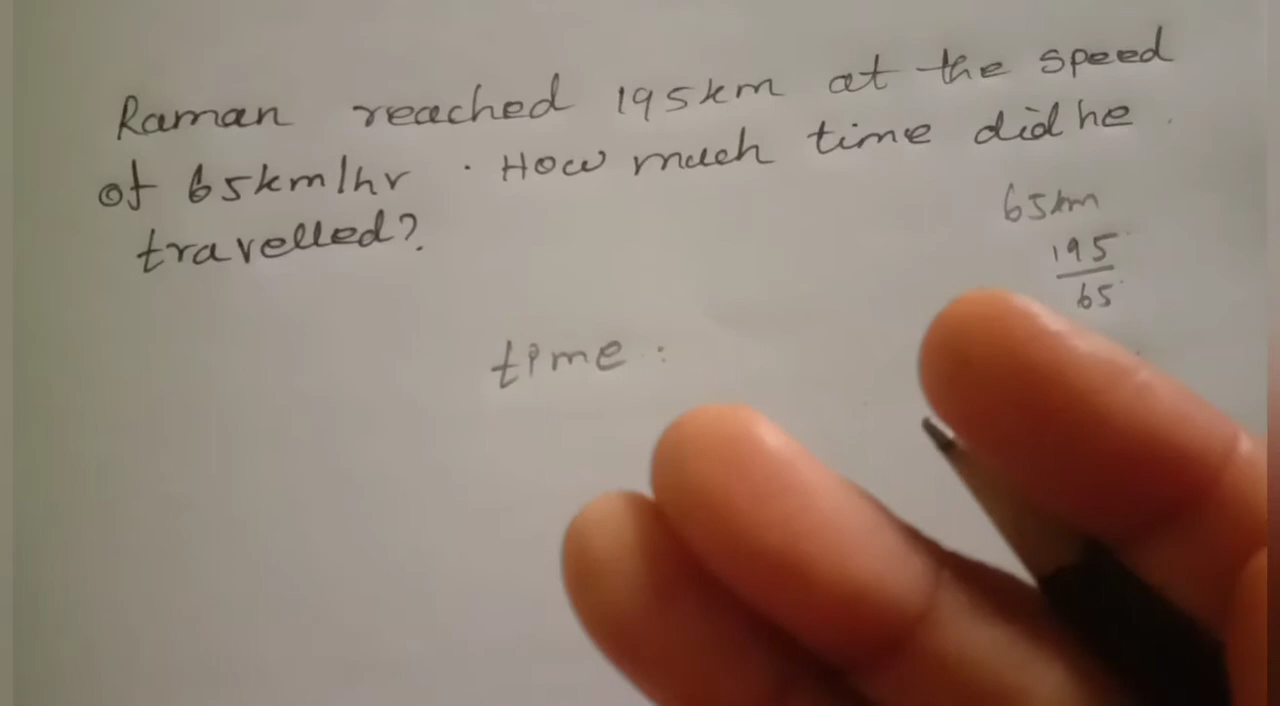 Raman reached 195km at the speed
of 65km/hr . How much time did he
travelled?
65km
195
65
time :